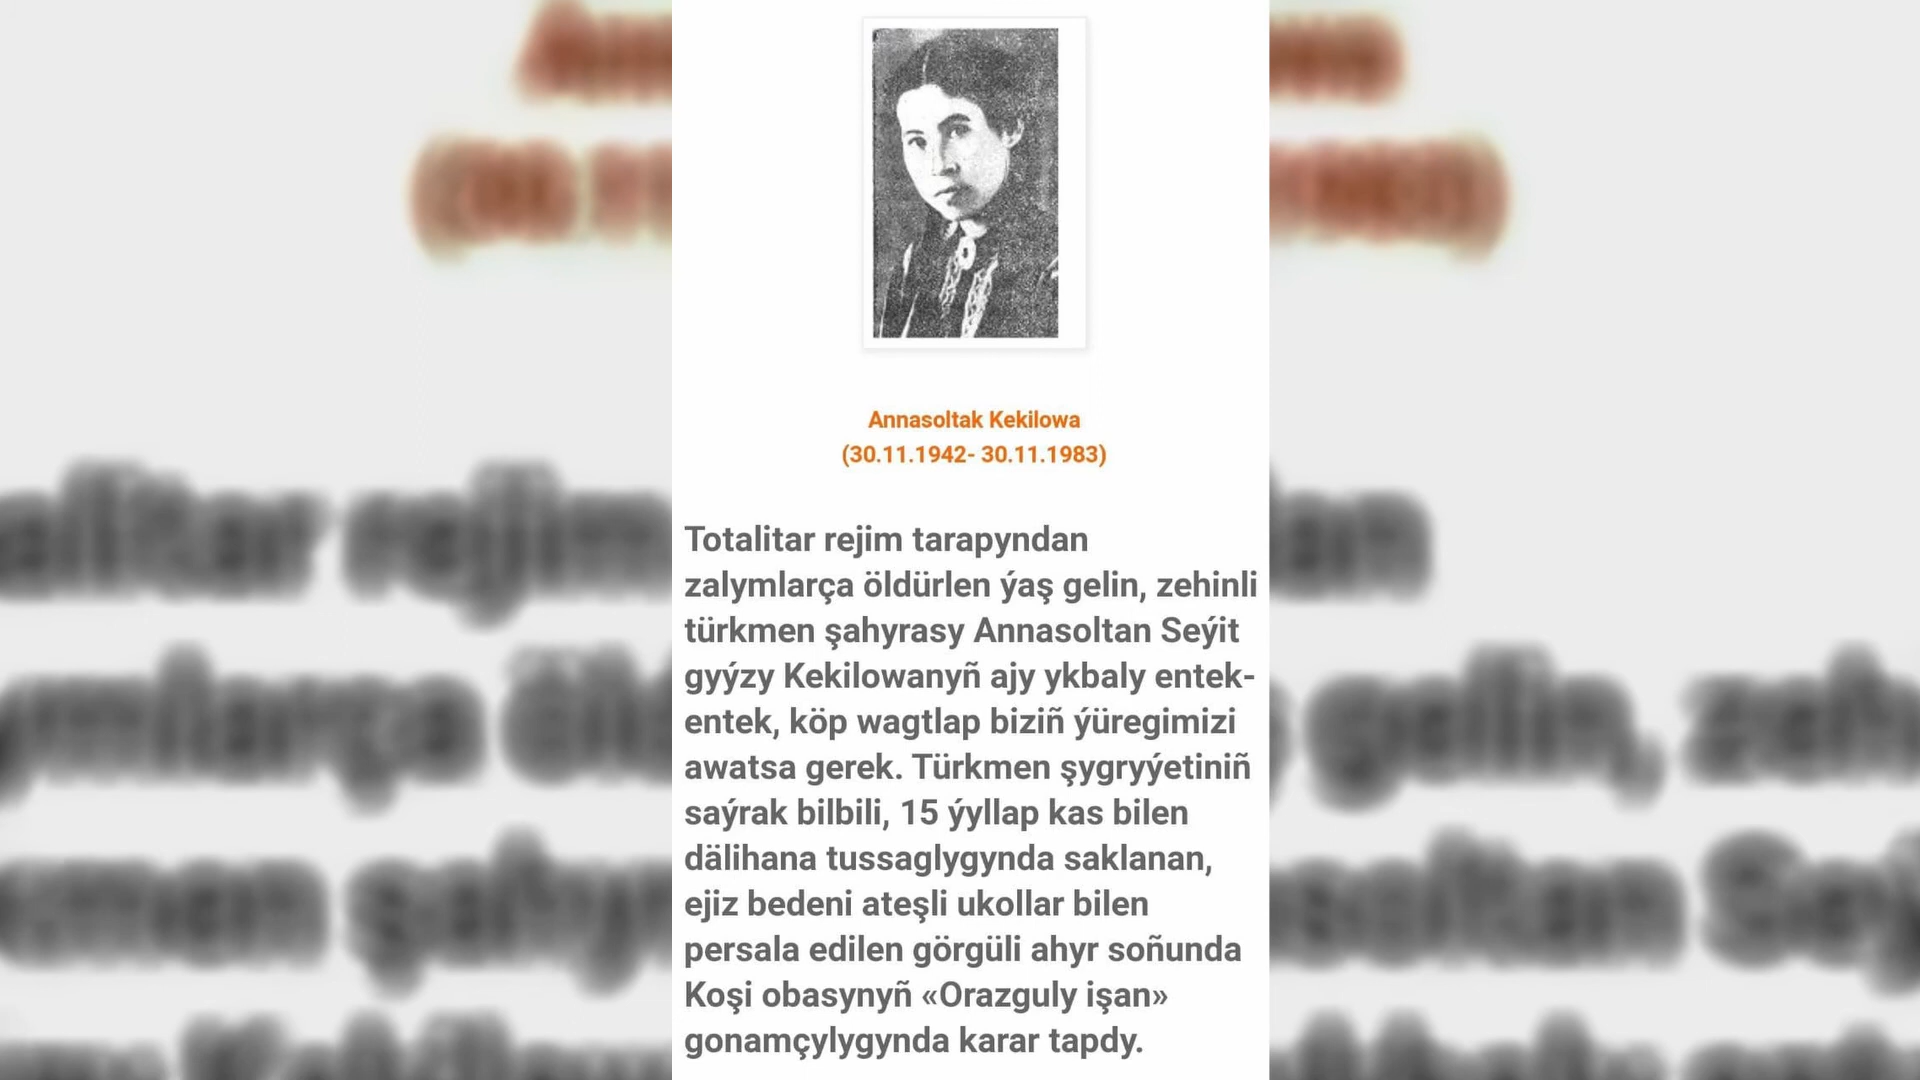 Annasoltak Kekilowa
(30.11.1942- 30.11.1983)
Totalitar rejim tarapyndan
zalymlarça öldürlen ýaş gelin, zehinli
türkmen şahyrasy Annasoltan Seýit
gyýzy Kekilowanyñ ajy ykbaly entek-
entek, köp wagtlap biziñ ýüregimizi
awatsa gerek. Türkmen şygryýetiniñ
saýrak bilbili, 15 ýyllap kas bilen
dälihana tussaglygynda saklanan,
ejiz bedeni ateşli ukollar bilen
persala edilen görgüli ahyr soñunda
Koşi obasynyñ «Orazguly işan»
gonamçylygynda karar tapdy.